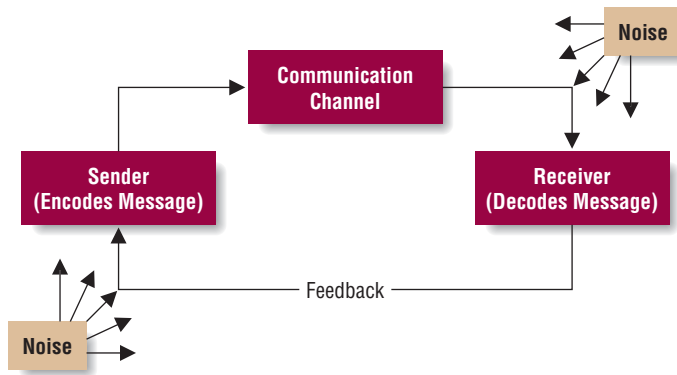 Noise
Communication
Channel
Sender
(Encodes Message)
Receiver
(Decodes Message)
Feedback
Noise